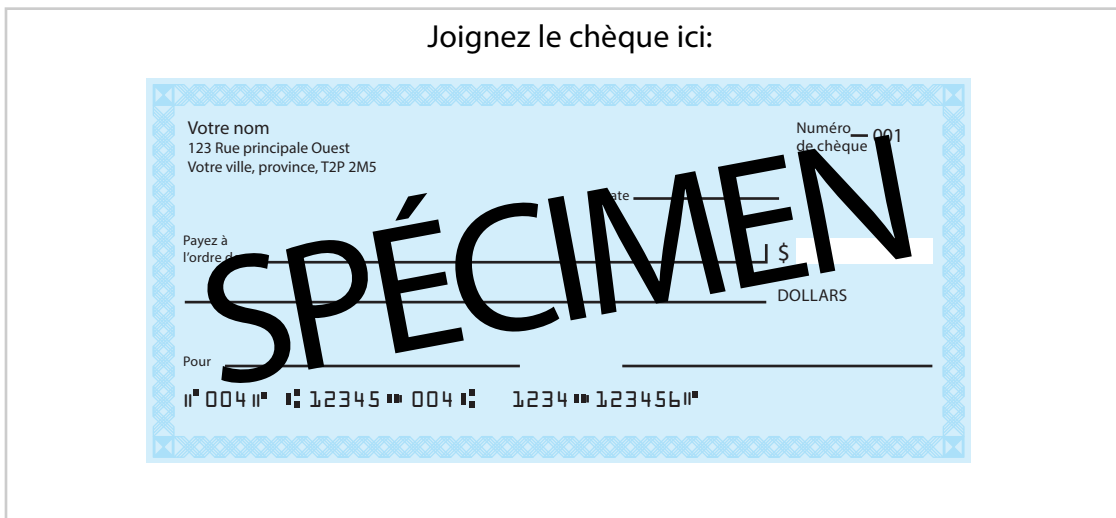 Joignez le chèque ici:
Votre nom
123 Rue principale Ouest
Votre ville, province, T2P 2M5
Numéro
de chèque
001
Payez à
l'ordre
$
DOLLARS
SPÉCIMEN
Pour
⑈004⑈ ⑆12345⑉004⑆ 1234⑉123456⑈